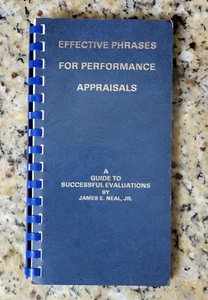 EFFECTIVE PHRASES
FOR PERFORMANCE
APPRAISALS
A
GUIDE TO
SUCCESSFUL EVALUATIONS
BY
JAMES E. NEAL, JR.